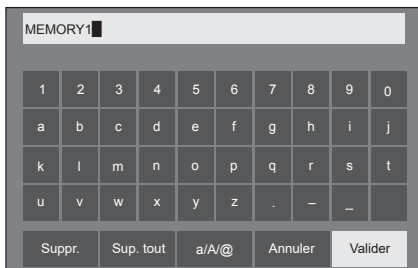 MEMORY1
1 2 3 4 5 6 7 8 9 0
a b c d e f g h i j
k l m n o p q r s t
u v w x y z . – _
Suppr. Sup. tout a/A/@ Annuler Valider